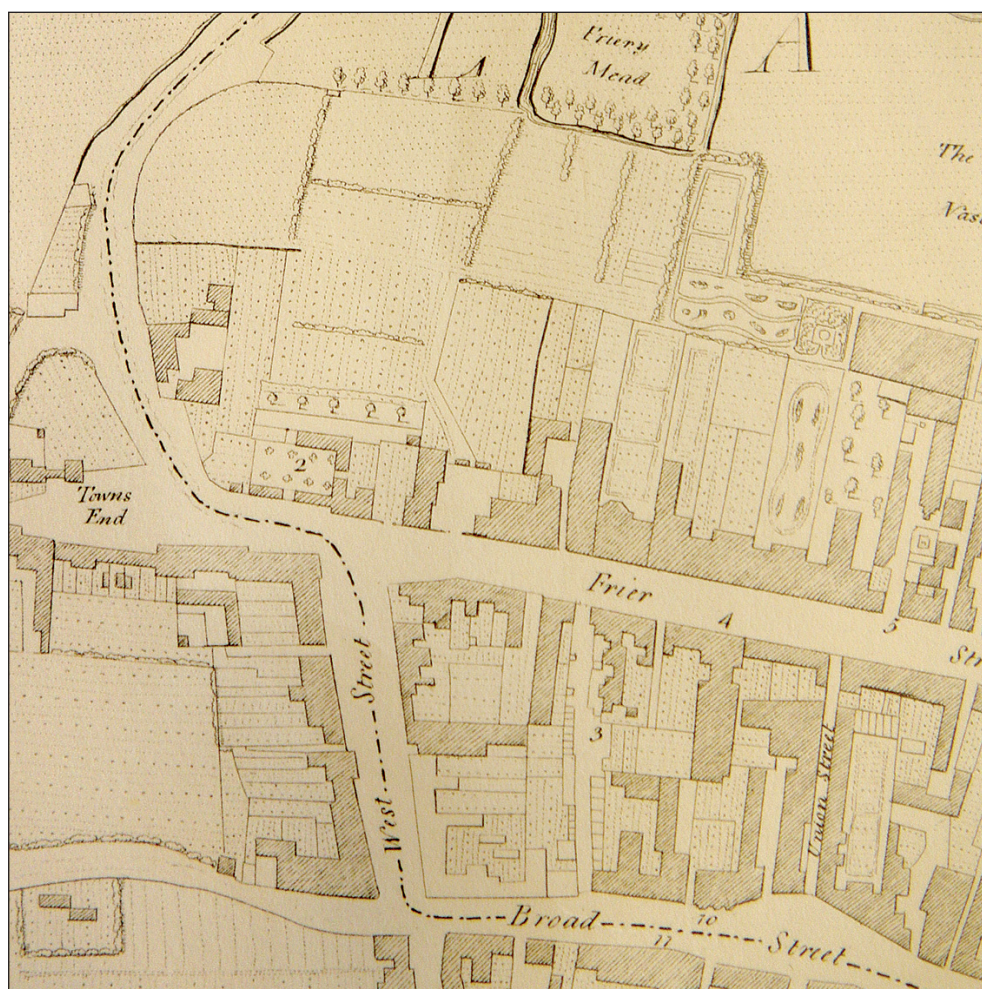 L
A
Friery
Mead
The
Vas
2
Towns
End
Frier
4
5
Str
Street
West
3
Union Street
Broad
10
11
Street